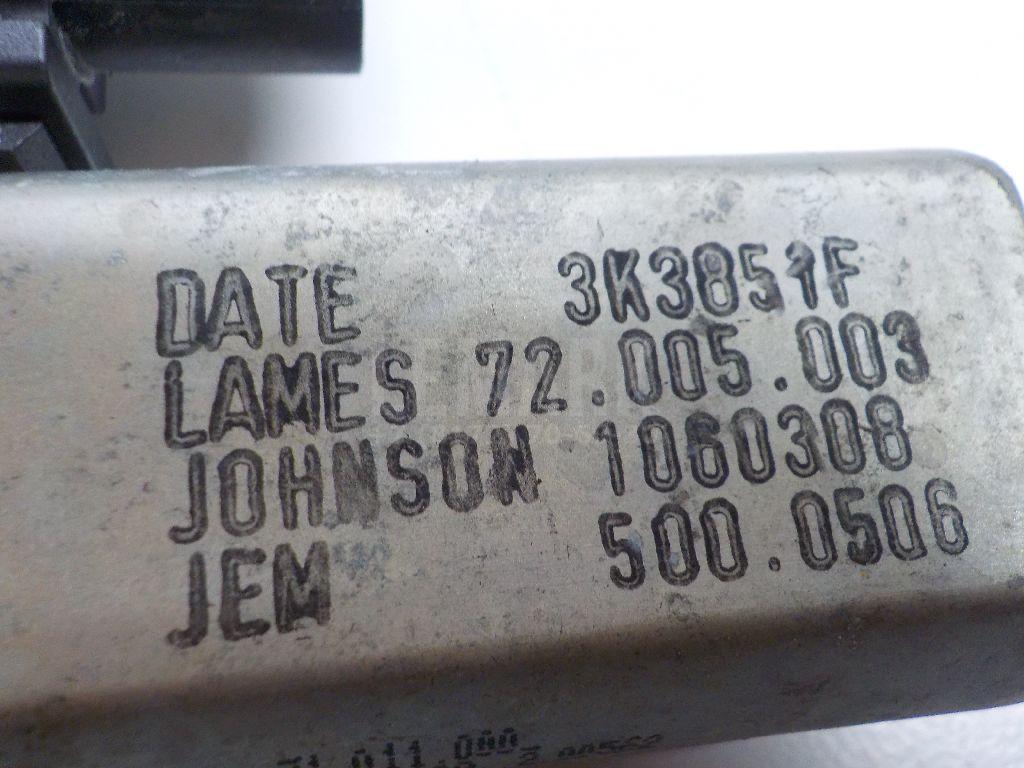 DATE 3K3851F
LAMES 72.005.003
JOHNSON 1060308
JEM 500.0506